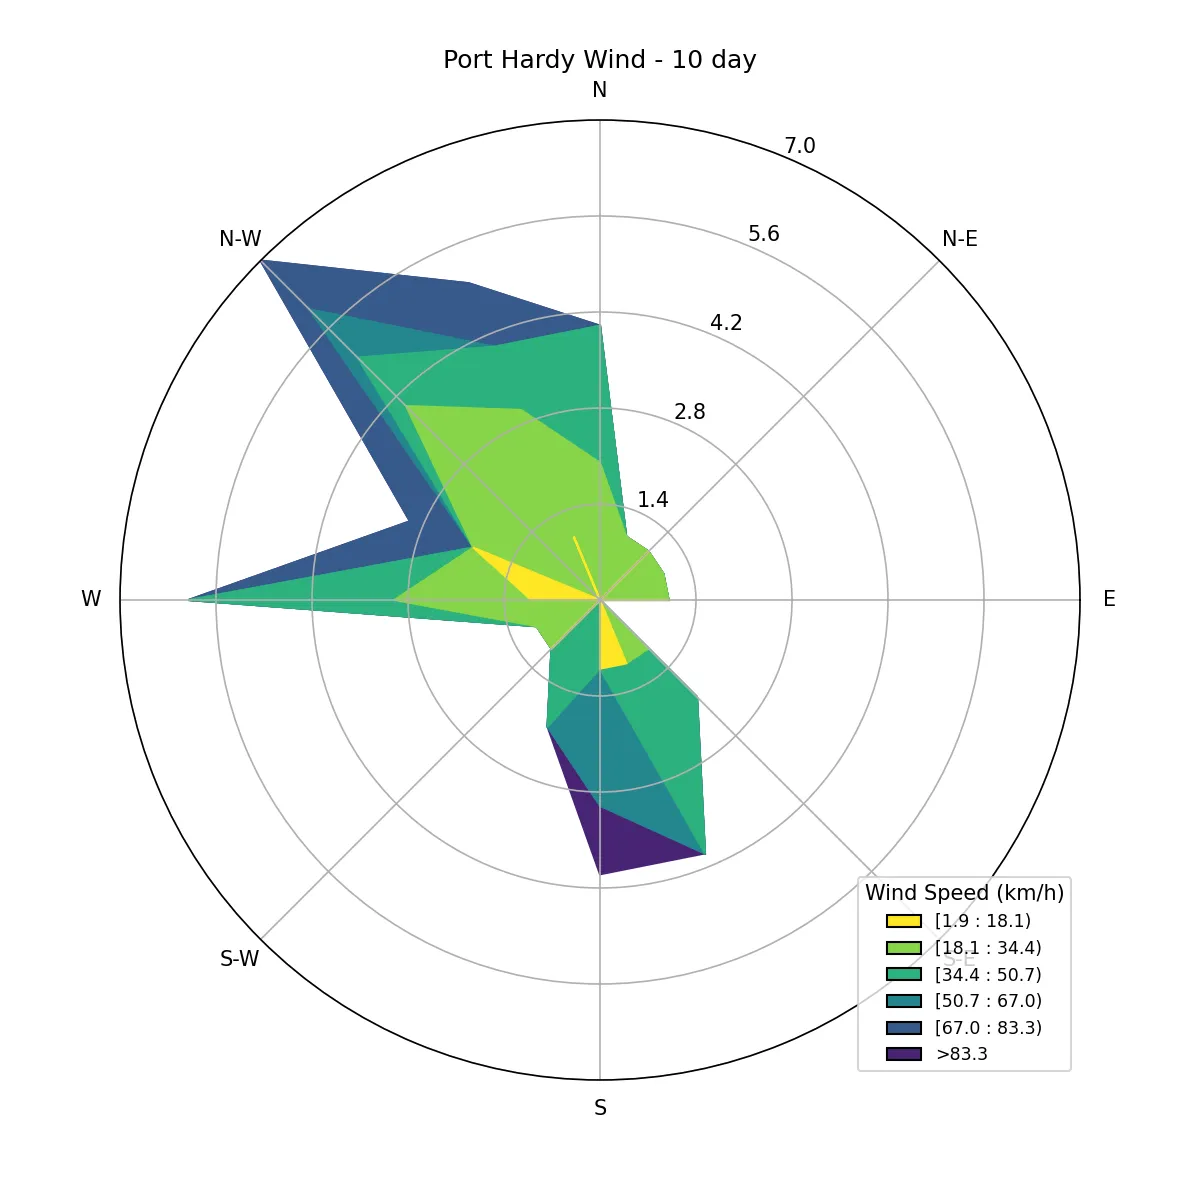 Port Hardy Wind - 10 day
N
7.0
5.6
N-W
N-E
4.2
2.8
1.4
W
E
Wind Speed (km/h)
[1.9 : 18.1)
[18.1 : 34.4)
S-W
S-E
[34.4 : 50.7)
[50.7 : 67.0)
[67.0 : 83.3)
>83.3
S